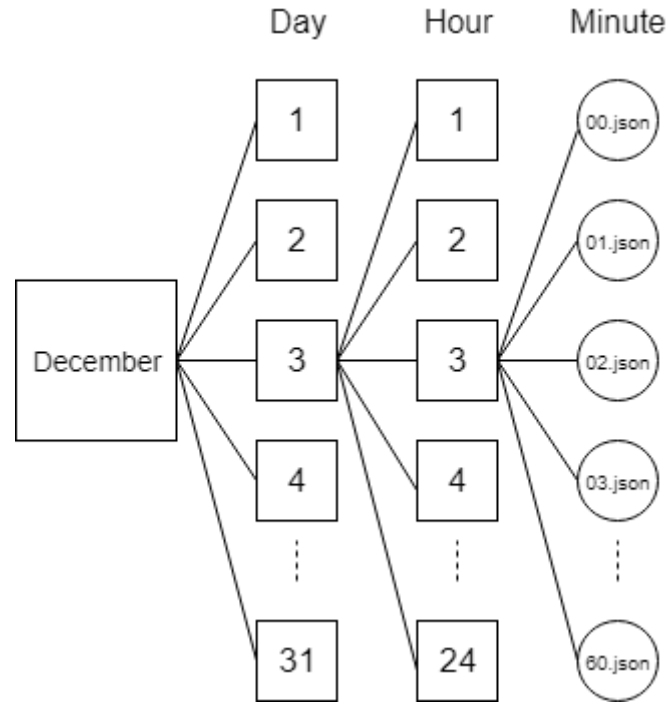 Day Hour Minute
1 1 00.json
2 2 01.json
December 3 3 02.json
4 4 03.json
31 24 60.json